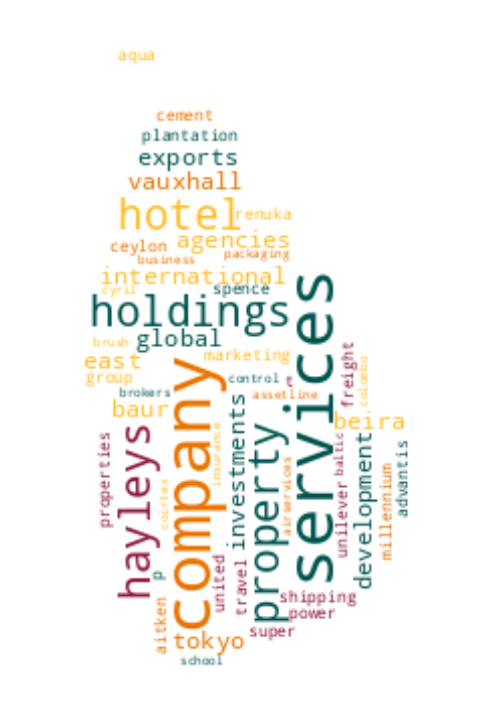 aqua
cement
plantation
exports
vauxhall
hotel
renuka
ceylon
agencies
business
packaging
international
cyril
spence
holdings
services
brush
global
east
marketing
freight
group
control
t
colombo
brokers
assetline
baur
company
investments
beira
hayleys
properties
insurance
property
baltic
development
advantis
coirtex
airservices
unilever
millennium
p
united
travel
shipping
aitken
power
tokyo
super
school